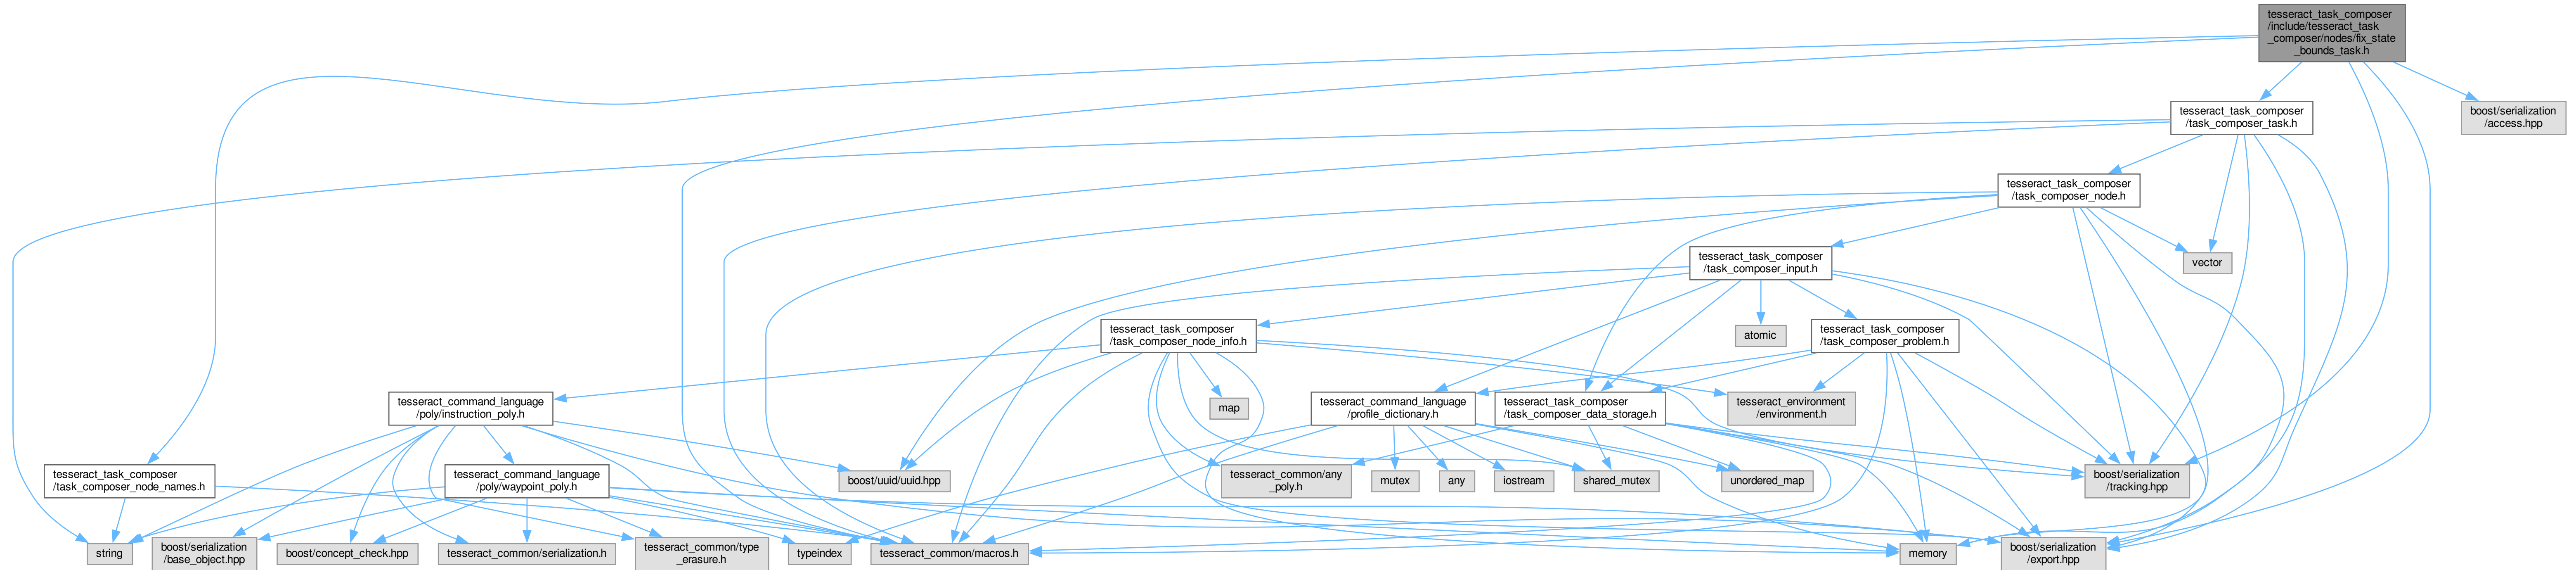 tesseract_task_composer
/include/tesseract_task
_composer/nodes/fix_state
_bounds_task.h
tesseract_task_composer
/task_composer_task.h
boost/serialization
/access.hpp
tesseract_task_composer
/task_composer_node.h
tesseract_task_composer
/task_composer_input.h
vector
tesseract_task_composer
/task_composer_node_info.h
atomic
tesseract_task_composer
/task_composer_problem.h
tesseract_command_language
/poly/instruction_poly.h
map
tesseract_command_language
/profile_dictionary.h
tesseract_task_composer
/task_composer_data_storage.h
tesseract_environment
/environment.h
tesseract_task_composer
/task_composer_node_names.h
tesseract_command_language
/poly/waypoint_poly.h
boost/uuid/uuid.hpp
tesseract_common/any
_poly.h
mutex
any
iostream
shared_mutex
unordered_map
boost/serialization
/tracking.hpp
string
boost/serialization
/base_object.hpp
boost/concept_check.hpp
tesseract_common/serialization.h
tesseract_common/type
_erasure.h
typeindex
tesseract_common/macros.h
memory
boost/serialization
/export.hpp